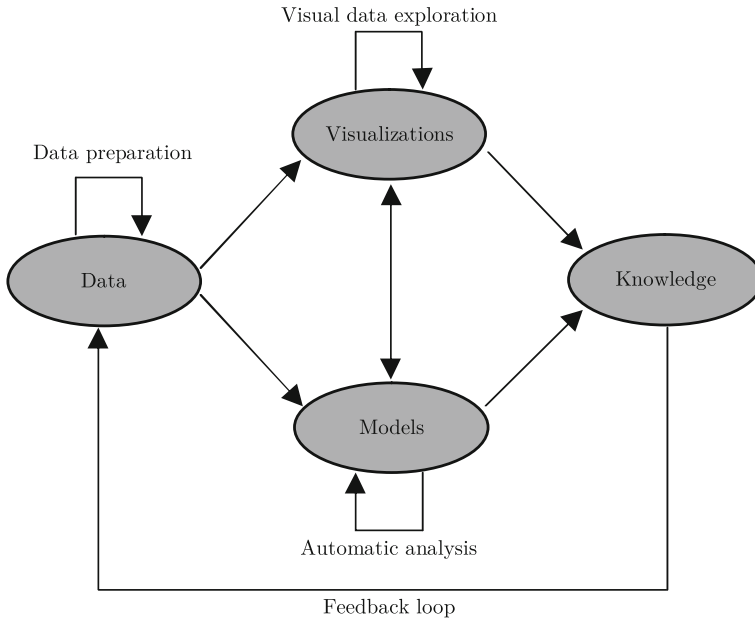 Visual data exploration
Visualizations
Data preparation
Data
Knowledge
Models
Automatic analysis
Feedback loop